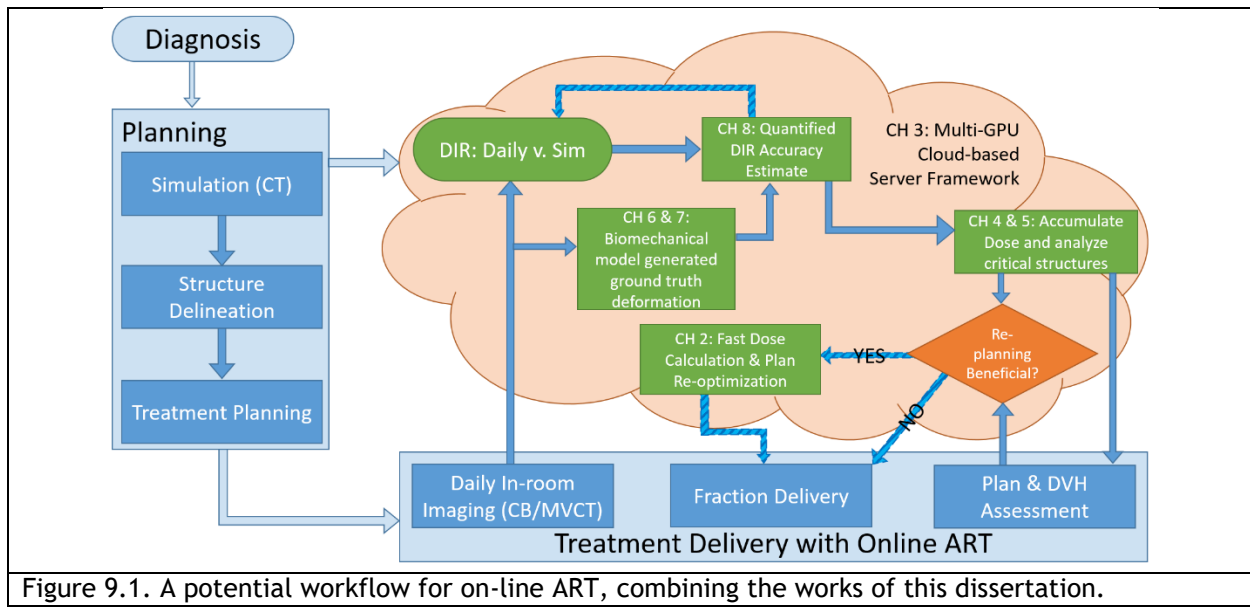 Diagnosis
Planning
Simulation (CT)
Structure
Delineation
Treatment Planning
DIR: Daily v. Sim
CH 8: Quantified
DIR Accuracy
Estimate
CH 3: Multi-GPU
Cloud-based
Server Framework
CH 6 & 7:
Biomechanical
model generated
ground truth
deformation
CH 4 & 5: Accumulate
Dose and analyze
critical structures
CH 2: Fast Dose
Calculation & Plan
Re-optimization
YES
Re-
planning
Beneficial?
NO
Daily In-room
Imaging (CB/MVCT)
Fraction Delivery
Plan & DVH
Assessment
Treatment Delivery with Online ART
Figure 9.1. A potential workflow for on-line ART, combining the works of this dissertation.